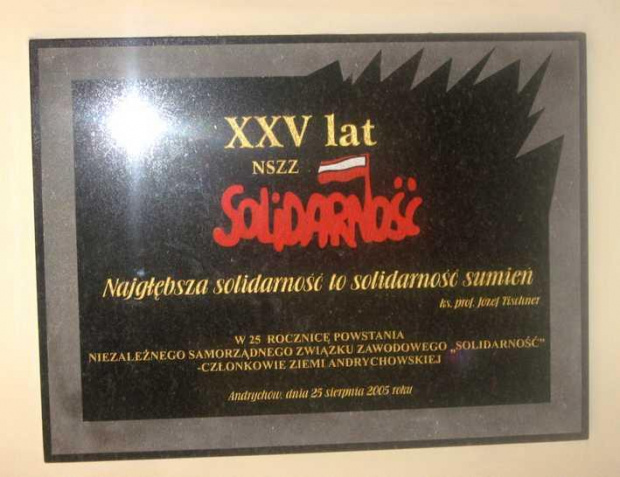 XXV lat
NSZZ
SOLIDARNOŚĆ
Najgłębsza solidarność to solidarność sumień
ks. prof. Józef Tischner
W 25 ROCZNICĘ POWSTANIA
NIEZALEŻNEGO SAMORZĄDNEGO ZWIĄZKU ZAWODOWEGO „SOLIDARNOŚĆ”
-CZŁONKOWIE ZIEMI ANDRYCHOWSKIEJ
Andrychów, dnia 25 sierpnia 2005 roku